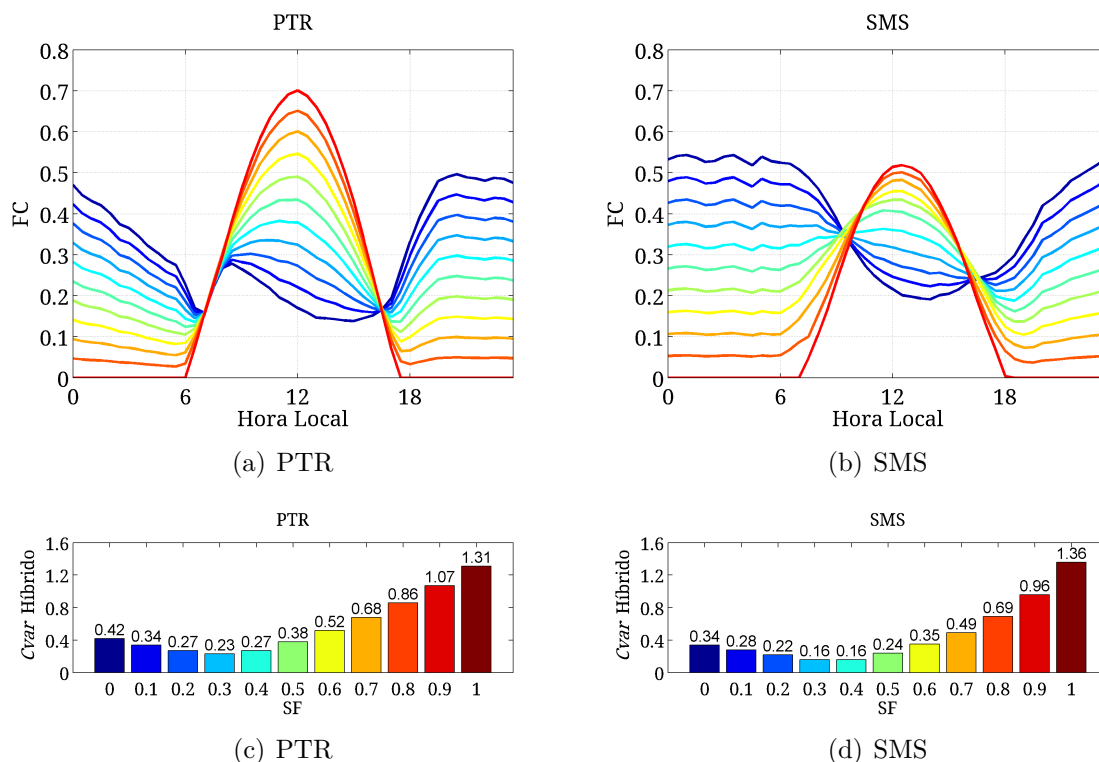 PTR
0.8
0.7
0.6
0.5
0.4
0.3
0.2
0.1
0
FC
0 6 12 18
Hora Local
(a) PTR
SMS
0.8
0.7
0.6
0.5
0.4
0.3
0.2
0.1
0
FC
0 6 12 18
Hora Local
(b) SMS
PTR
1.6
1.2
0.8
0.4
0
Cvar Híbrido
0.42 0.34 0.27 0.23 0.27 0.38 0.52 0.68 0.86 1.07 1.31
0 0.1 0.2 0.3 0.4 0.5 0.6 0.7 0.8 0.9 1
SF
(c) PTR
SMS
1.6
1.2
0.8
0.4
0
Cvar Híbrido
0.34 0.28 0.22 0.16 0.16 0.24 0.35 0.49 0.69 0.96 1.36
0 0.1 0.2 0.3 0.4 0.5 0.6 0.7 0.8 0.9 1
SF
(d) SMS